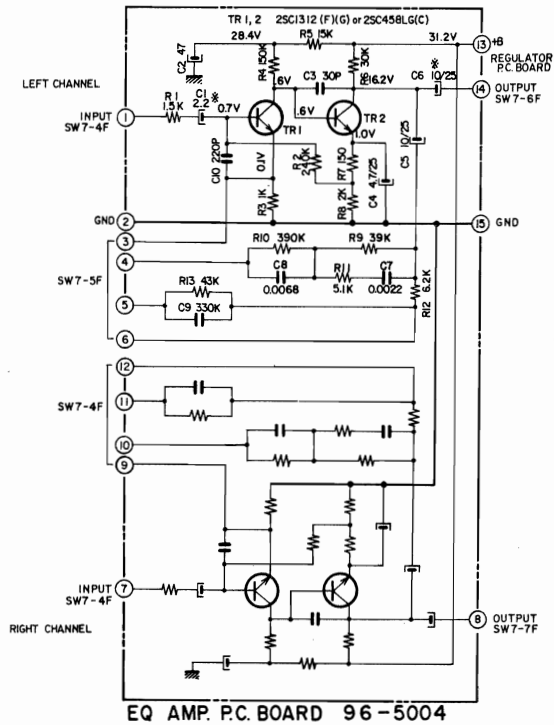 TR 1, 2 2SC1312 (F)(G) or 2SC458LG(C)
28.4V
R5 15K
31.2V
13 +B
REGULATOR
P.C. BOARD
C2 47
R4 150K
30K
R6
.6V
C3 30P
16.2V
C6
※
10/25
14 OUTPUT
SW7-6F
LEFT CHANNEL
INPUT
SW7-4F
1
R1
1.5K
C1 ※
2.2
0.7V
TR1
.6V
TR2
1.0V
C5 10/25
C10 220P
0.1V
R3 1K
R2
240K
R7 150
R8 2K
C4 4.7/25
GND 2
15 GND
3
4
SW7-5F
5
6
R10 390K
R9 39K
C8
0.0068
R11
5.1K
C7
0.0022
6.2K
R12
R13 43K
C9 330K
12
11
SW7-4F
10
9
7
INPUT
SW7-4F
RIGHT CHANNEL
8 OUTPUT
SW7-7F
EQ AMP. P.C. BOARD 96-5004